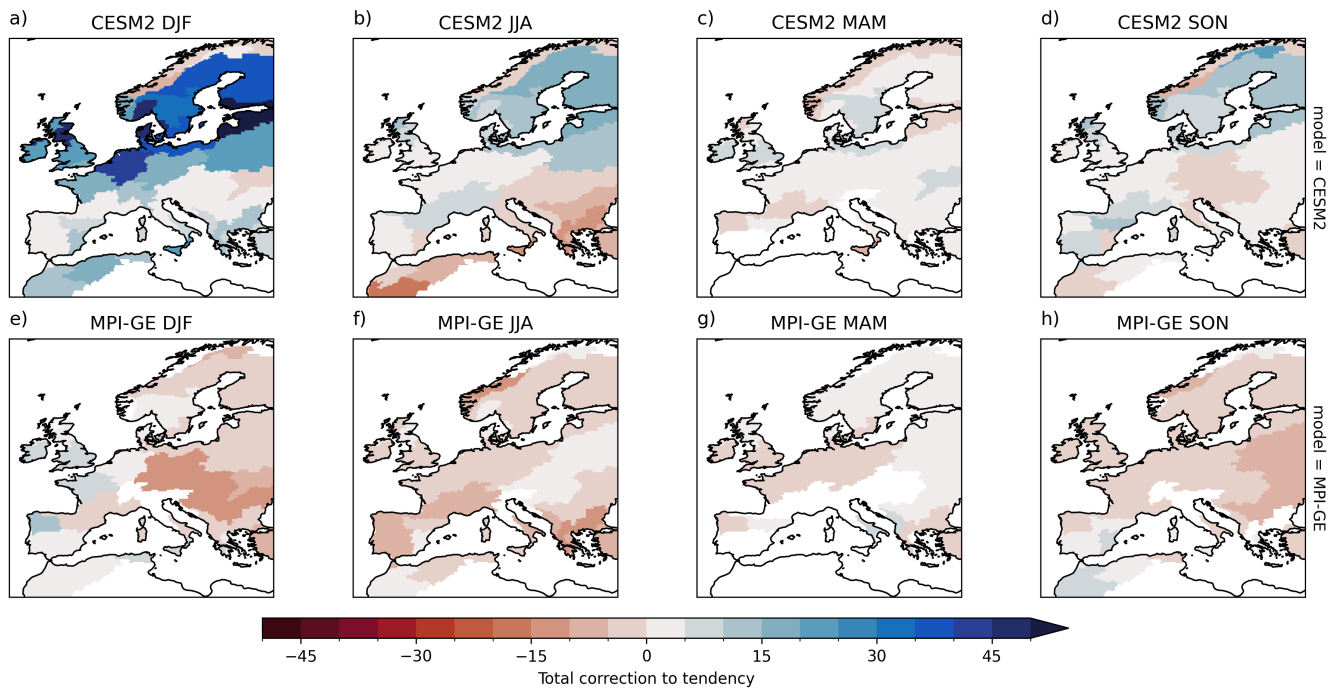 a) CESM2 DJF
b) CESM2 JJA
c) CESM2 MAM
d) CESM2 SON
model = CESM2
e) MPI-GE DJF
f) MPI-GE JJA
g) MPI-GE MAM
h) MPI-GE SON
model = MPI-GE
−45 −30 −15 0 15 30 45
Total correction to tendency